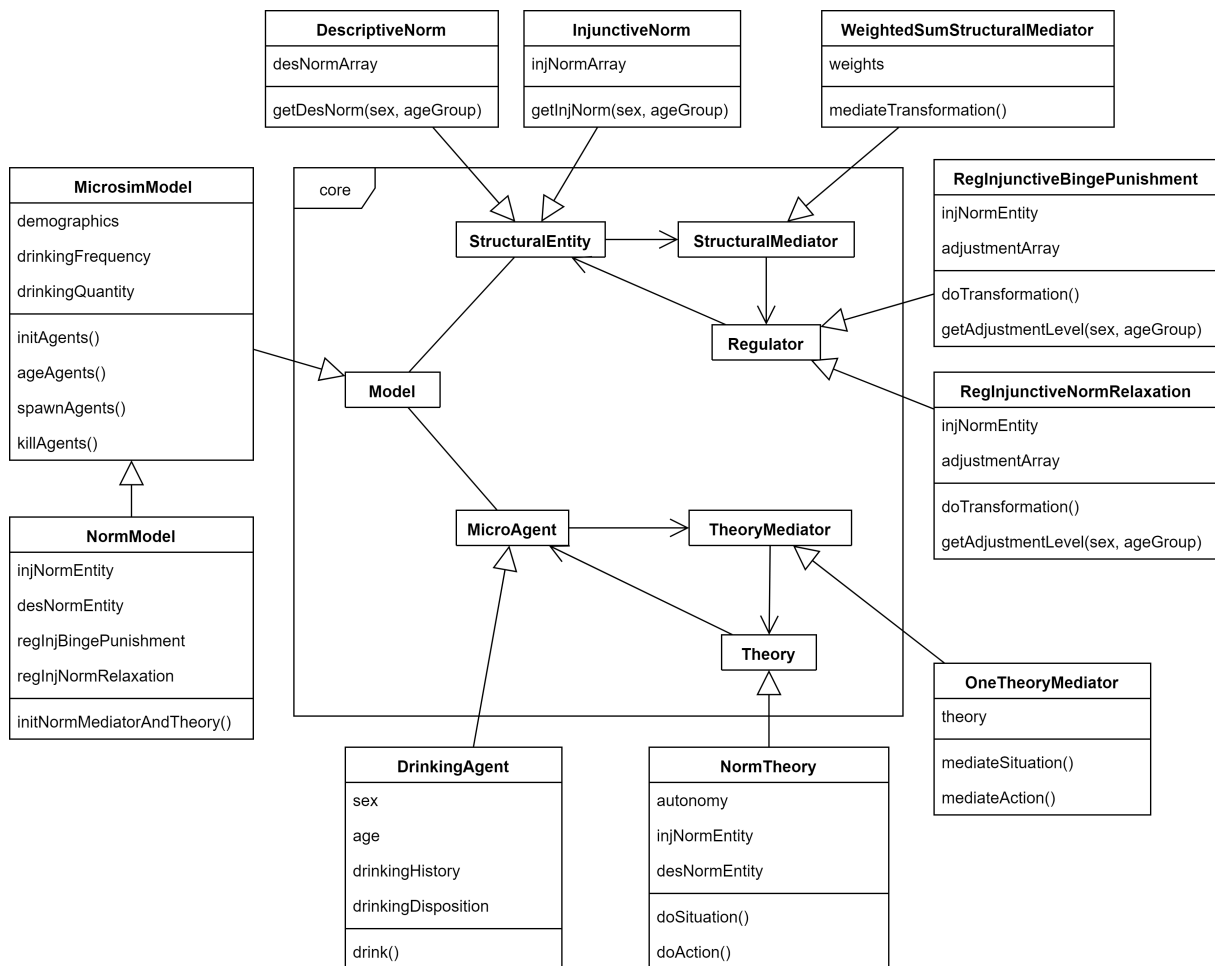 DescriptiveNorm
desNormArray
getDesNorm(sex, ageGroup)
InjunctiveNorm
injNormArray
getInjNorm(sex, ageGroup)
WeightedSumStructuralMediator
weights
mediateTransformation()
MicrosimModel
demographics
drinkingFrequency
drinkingQuantity
initAgents()
ageAgents()
spawnAgents()
killAgents()
core
StructuralEntity
StructuralMediator
Regulator
Model
RegInjunctiveBingePunishment
injNormEntity
adjustmentArray
doTransformation()
getAdjustmentLevel(sex, ageGroup)
RegInjunctiveNormRelaxation
injNormEntity
adjustmentArray
doTransformation()
getAdjustmentLevel(sex, ageGroup)
NormModel
injNormEntity
desNormEntity
regInjBingePunishment
regInjNormRelaxation
initNormMediatorAndTheory()
MicroAgent
TheoryMediator
Theory
OneTheoryMediator
theory
mediateSituation()
mediateAction()
DrinkingAgent
sex
age
drinkingHistory
drinkingDisposition
drink()
NormTheory
autonomy
injNormEntity
desNormEntity
doSituation()
doAction()